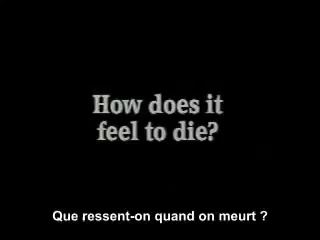 How does it
feel to die?
Que ressent-on quand on meurt ?